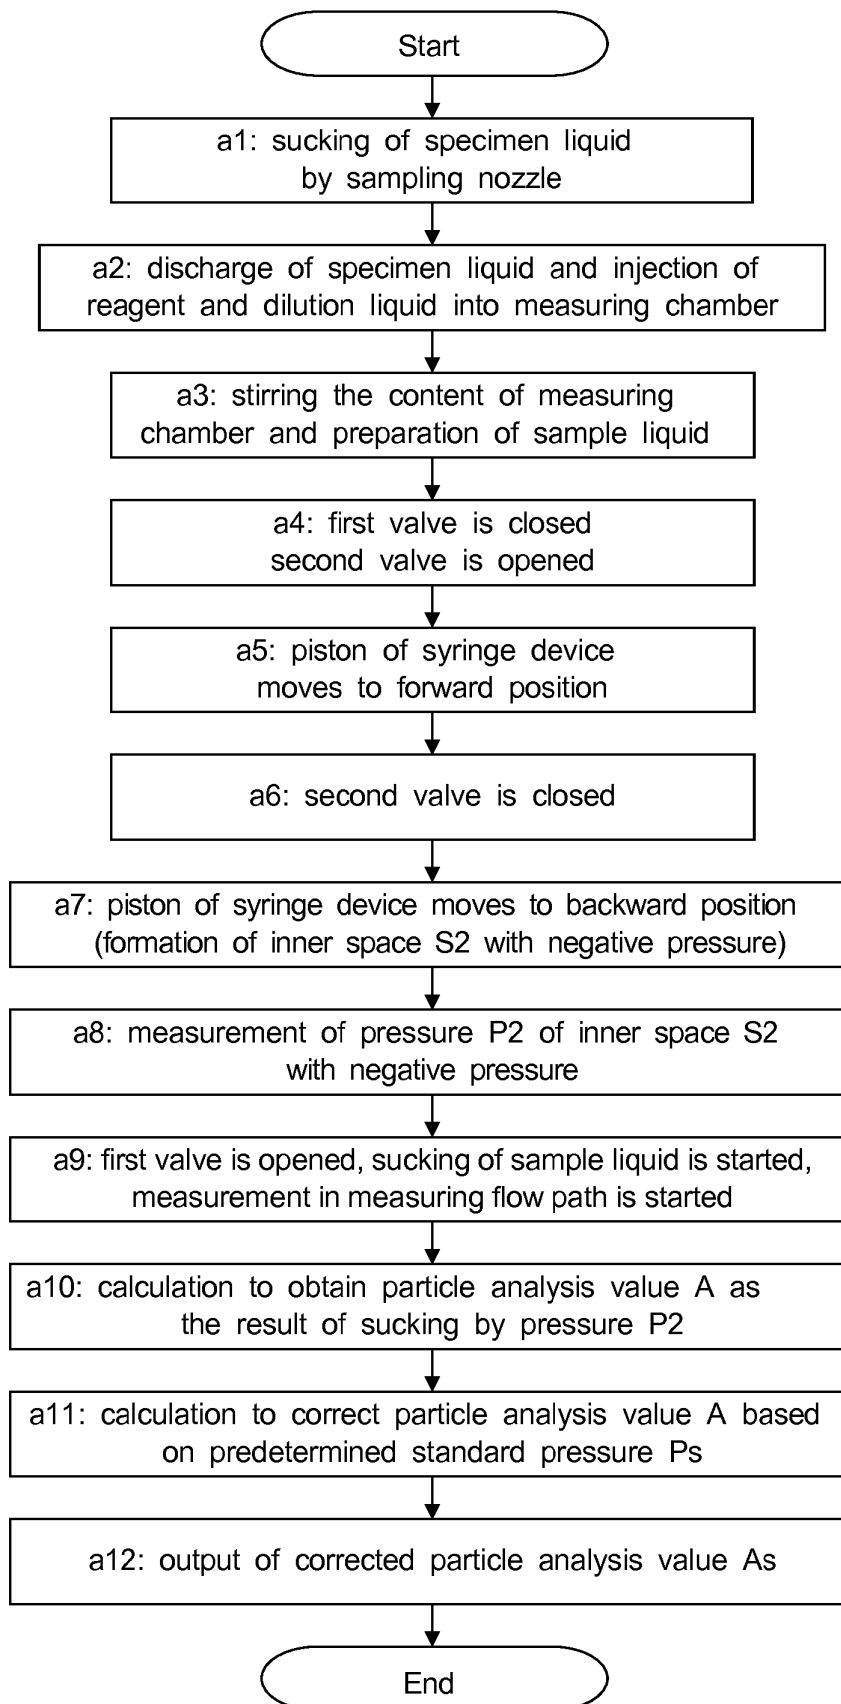 Start
a1: sucking of specimen liquid
by sampling nozzle
a2: discharge of specimen liquid and injection of
reagent and dilution liquid into measuring chamber
a3: stirring the content of measuring
chamber and preparation of sample liquid
a4: first valve is closed
second valve is opened
a5: piston of syringe device
moves to forward position
a6: second valve is closed
a7: piston of syringe device moves to backward position
(formation of inner space S2 with negative pressure)
a8: measurement of pressure P2 of inner space S2
with negative pressure
a9: first valve is opened, sucking of sample liquid is started,
measurement in measuring flow path is started
a10: calculation to obtain particle analysis value A as
the result of sucking by pressure P2
a11: calculation to correct particle analysis value A based
on predetermined standard pressure Ps
a12: output of corrected particle analysis value As
End